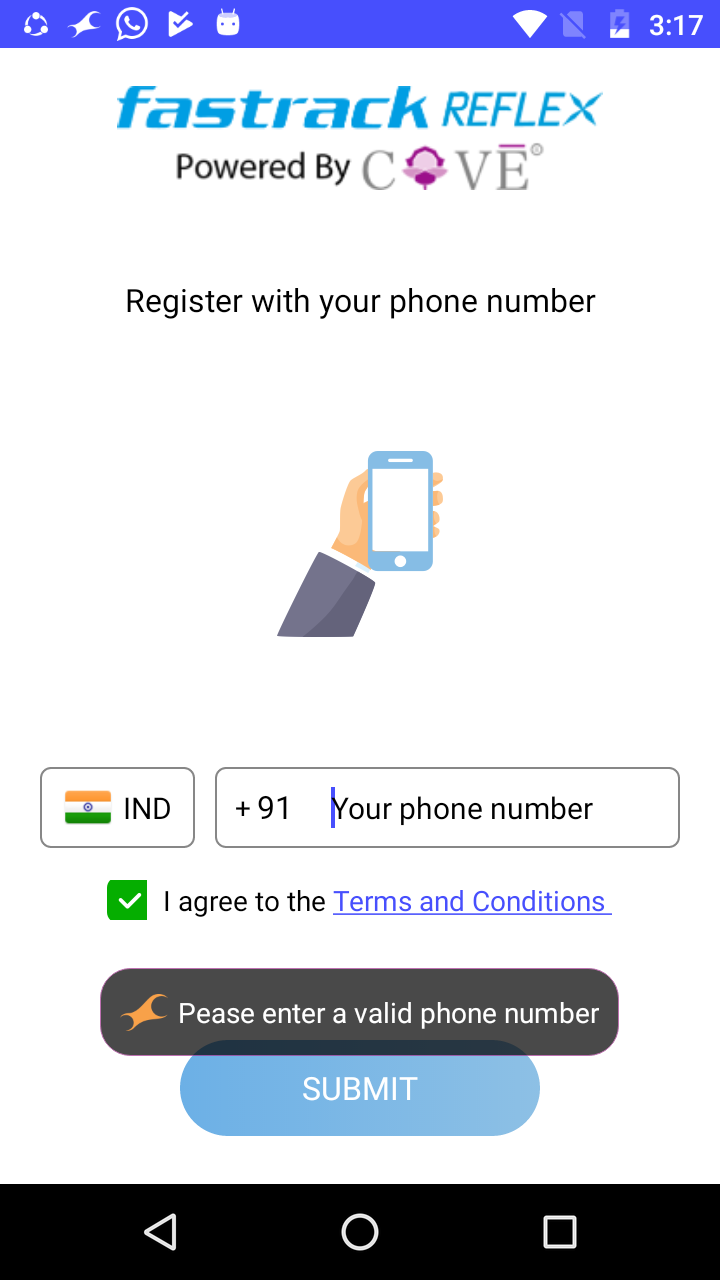 3:17
fastrack REFLEX
Powered By COVE®
Register with your phone number
IND +91 Your phone number
I agree to the Terms and Conditions
Pease enter a valid phone number
SUBMIT